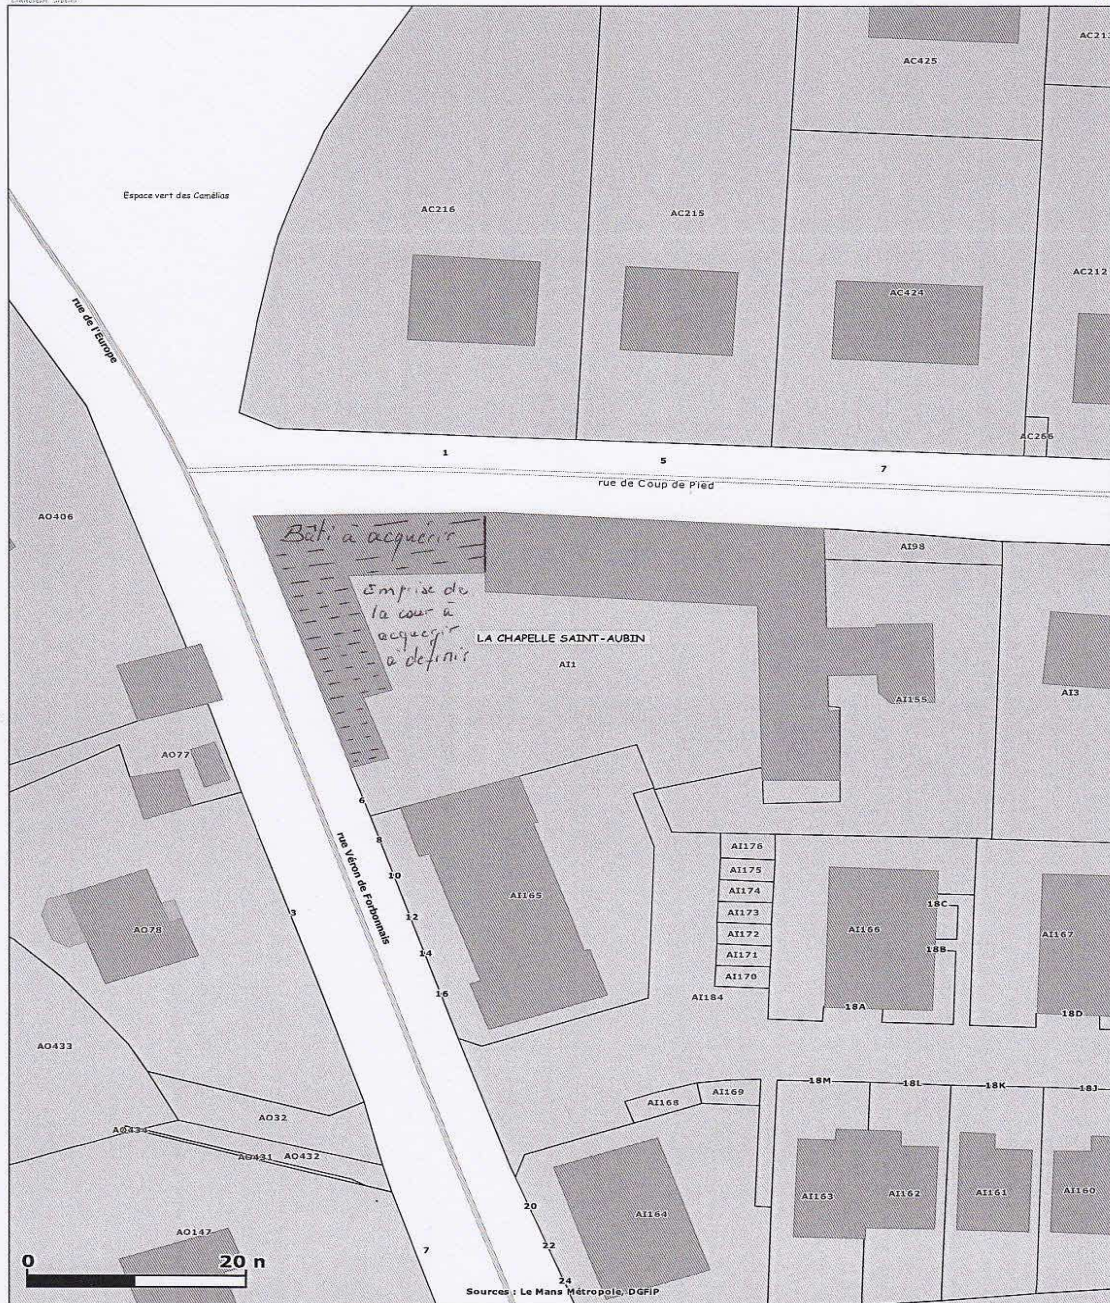 AC213
AC425
Espace vert des Camélias
AC216
AC215
AC212
AC424
rue de l'Europe
AC266
1
5
7
rue de Coup de Pied
AO406
Bâti à acquérir
AI98
Emprise de
la cour à
acquérir
à définir
LA CHAPELLE SAINT-AUBIN
AI1
AI155
AI3
AO77
6
8
rue Véron de Forbonnais
AI176
AI175
10
AI174
AI165
18C
3
12
AI173
AO78
AI172
AI166
AI167
14
AI171
18B
AI170
16
AI184
18A
18D
AO433
18M
18L
18K
18J
AI168
AI169
AO32
AO434
AO431
AO432
AI163
AI162
AI161
AI160
20
AI164
AO147
22
7
0
20 n
24
Sources : Le Mans Métropole, DGFiP